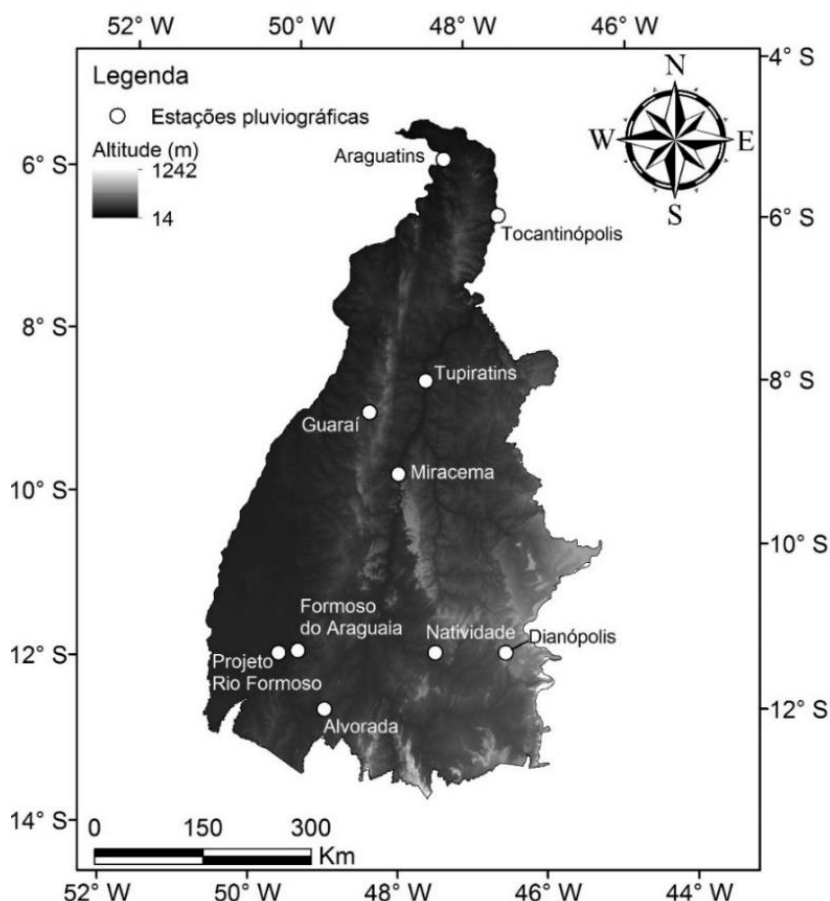 52° W 50° W 48° W 46° W
4° S
Legenda
Estações pluviográficas
Altitude (m)
1242
14
N
W E
S
6° S
6° S
Araguatins
Tocantinópolis
8° S
8° S
Tupiratins
Guaraí
Miracema
10° S
10° S
Formoso
do Araguaia
Natividade
Dianópolis
12° S
Projeto
Rio Formoso
12° S
Alvorada
14° S
0 150 300
Km
52° W 50° W 48° W 46° W 44° W